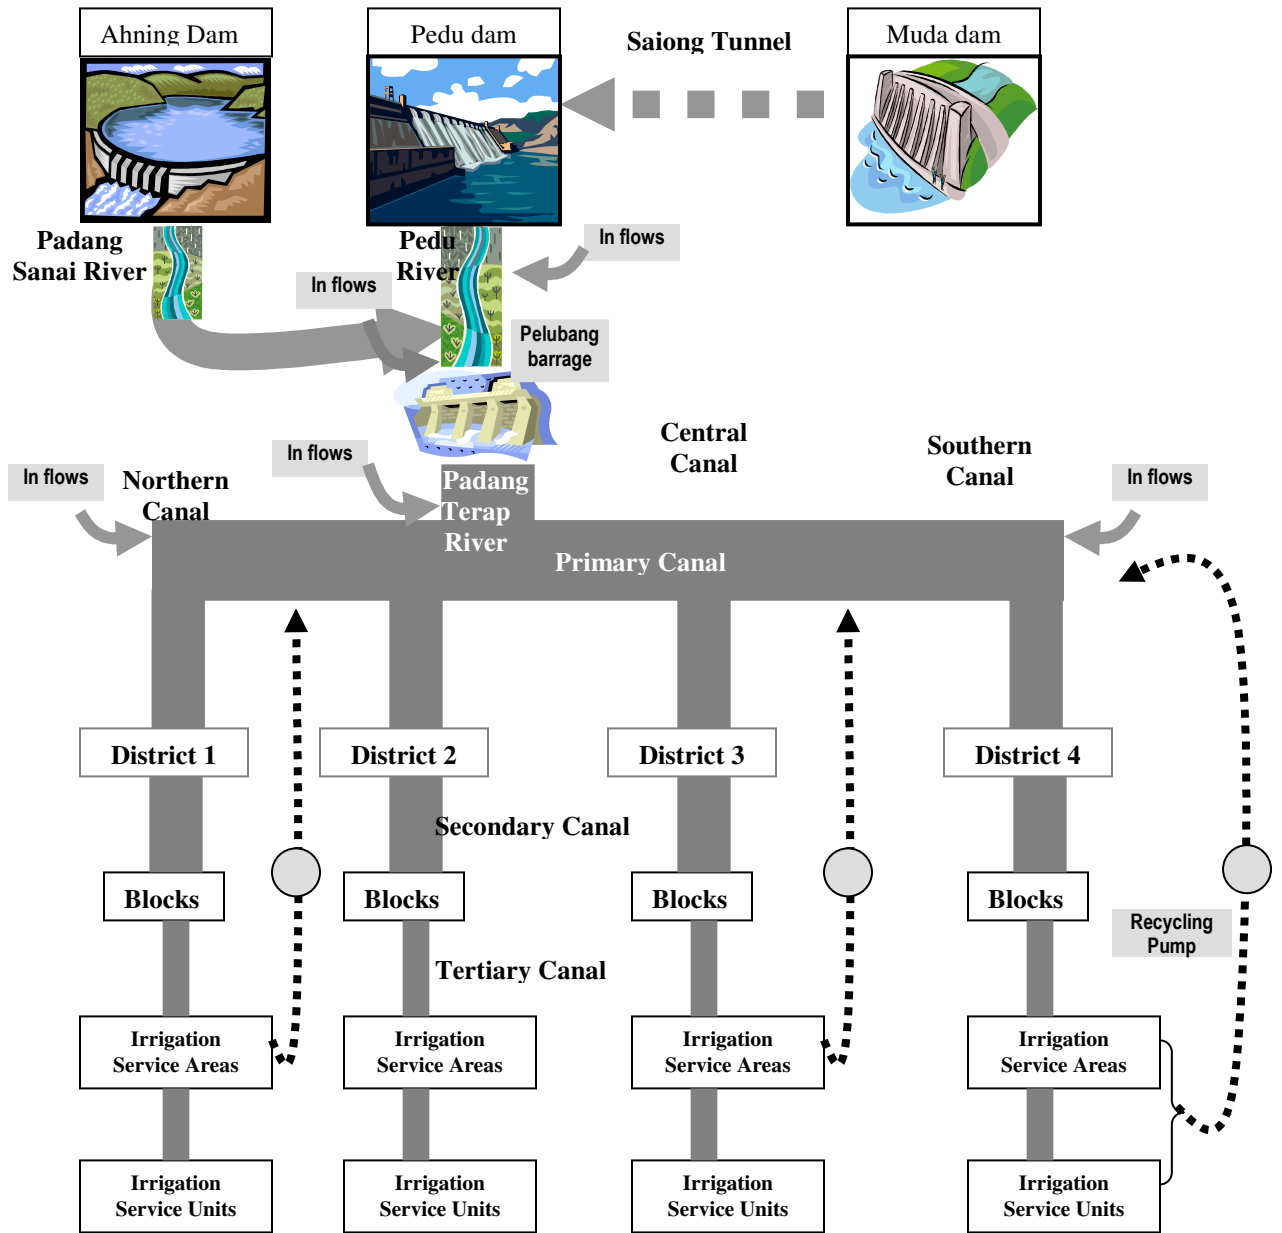 Ahning Dam
Pedu dam
Saiong Tunnel
Muda dam
Padang
Sanai River
Pedu
River
In flows
In flows
Pelubang
barrage
Central
Canal
Southern
Canal
In flows
In flows
Northern
Canal
Padang
Terap
River
In flows
Primary Canal
District 1
District 2
District 3
District 4
Secondary Canal
Blocks
Blocks
Blocks
Blocks
Recycling
Pump
Tertiary Canal
Irrigation
Service Areas
Irrigation
Service Areas
Irrigation
Service Areas
Irrigation
Service Areas
Irrigation
Service Units
Irrigation
Service Units
Irrigation
Service Units
Irrigation
Service Units